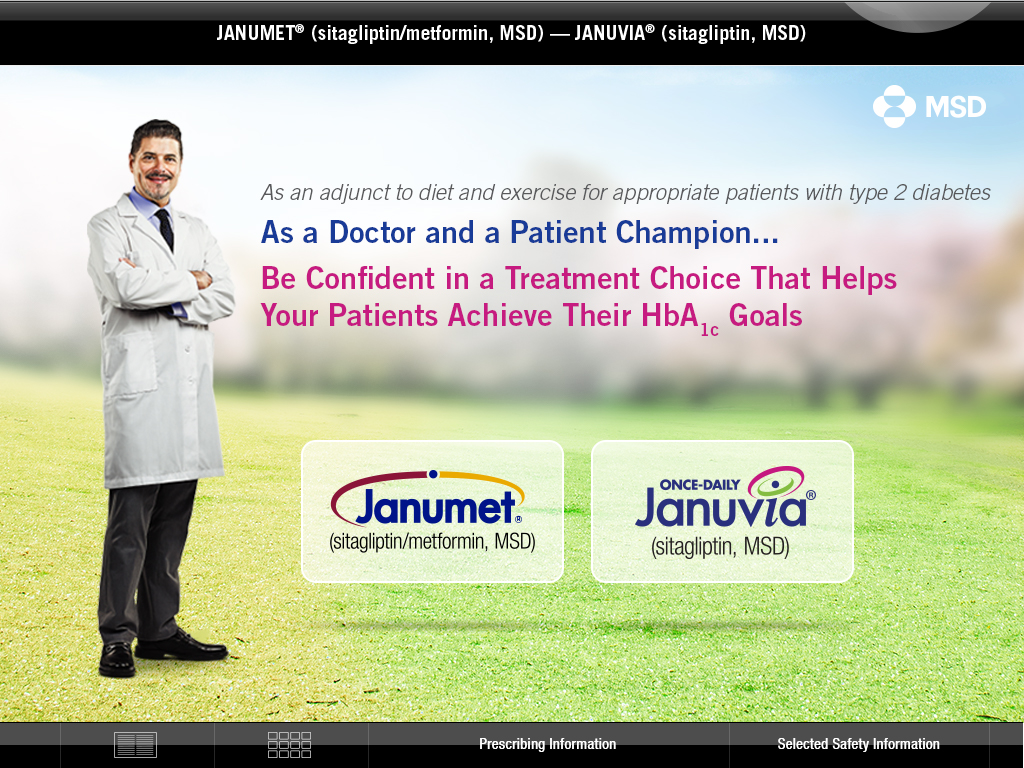 JANUMET® (sitagliptin/metformin, MSD) — JANUVIA® (sitagliptin, MSD)
MSD
As an adjunct to diet and exercise for appropriate patients with type 2 diabetes
As a Doctor and a Patient Champion...
Be Confident in a Treatment Choice That Helps
Your Patients Achieve Their HbA1c Goals
Janumet®
(sitagliptin/metformin, MSD)
ONCE-DAILY
Januvia®
(sitagliptin, MSD)
Prescribing Information
Selected Safety Information